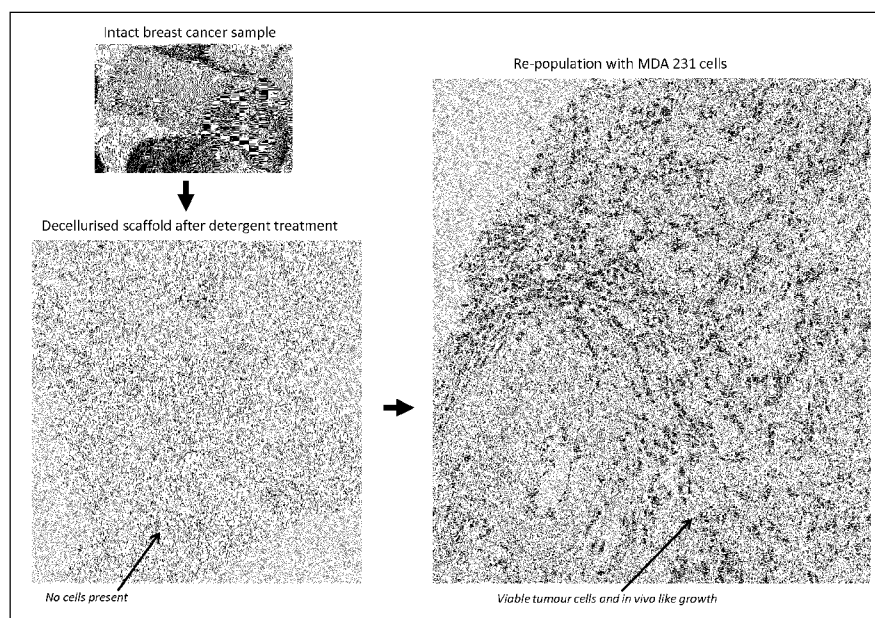 Intact breast cancer sample
Decellurised scaffold after detergent treatment
No cells present
Re-population with MDA 231 cells
Viable tumour cells and in vivo like growth